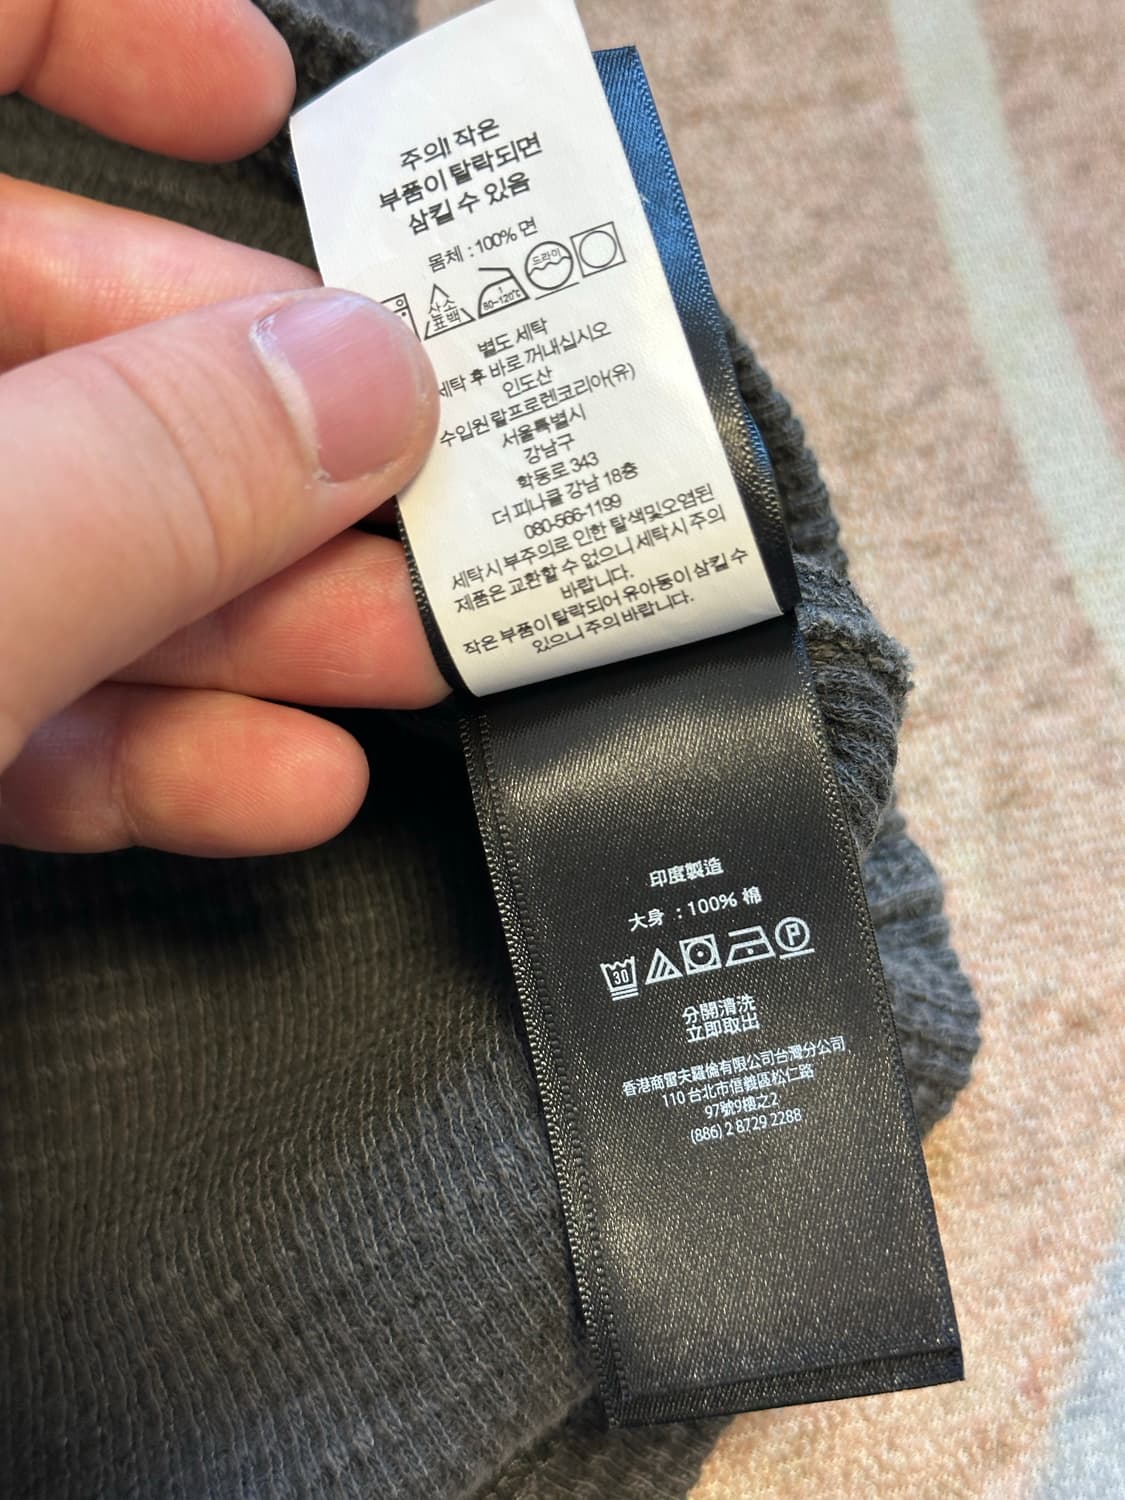 주의! 작은
부품이 탈락되면
삼킬 수 있음
몸체 : 100% 면
산소
표백
1
80~120℃
드라이
별도 세탁
세탁 후 바로 꺼내십시오
인도산
수입원 랄프로렌코리아(유)
서울특별시
강남구
학동로 343
더 피나클 강남 18층
080-566-1199
세탁시 부주의로 인한 탈색및오염된
제품은 교환할 수 없으니 세탁시 주의
바랍니다.
작은 부품이 탈락되어 유아동이 삼킬 수
있으니 주의 바랍니다.
印度製造
大身 : 100% 棉
30
P
分開清洗
立即取出
香港商雷夫羅倫有限公司台灣分公司
110 台北市信義區松仁路
97號9樓之2
(886) 2 8729 2288